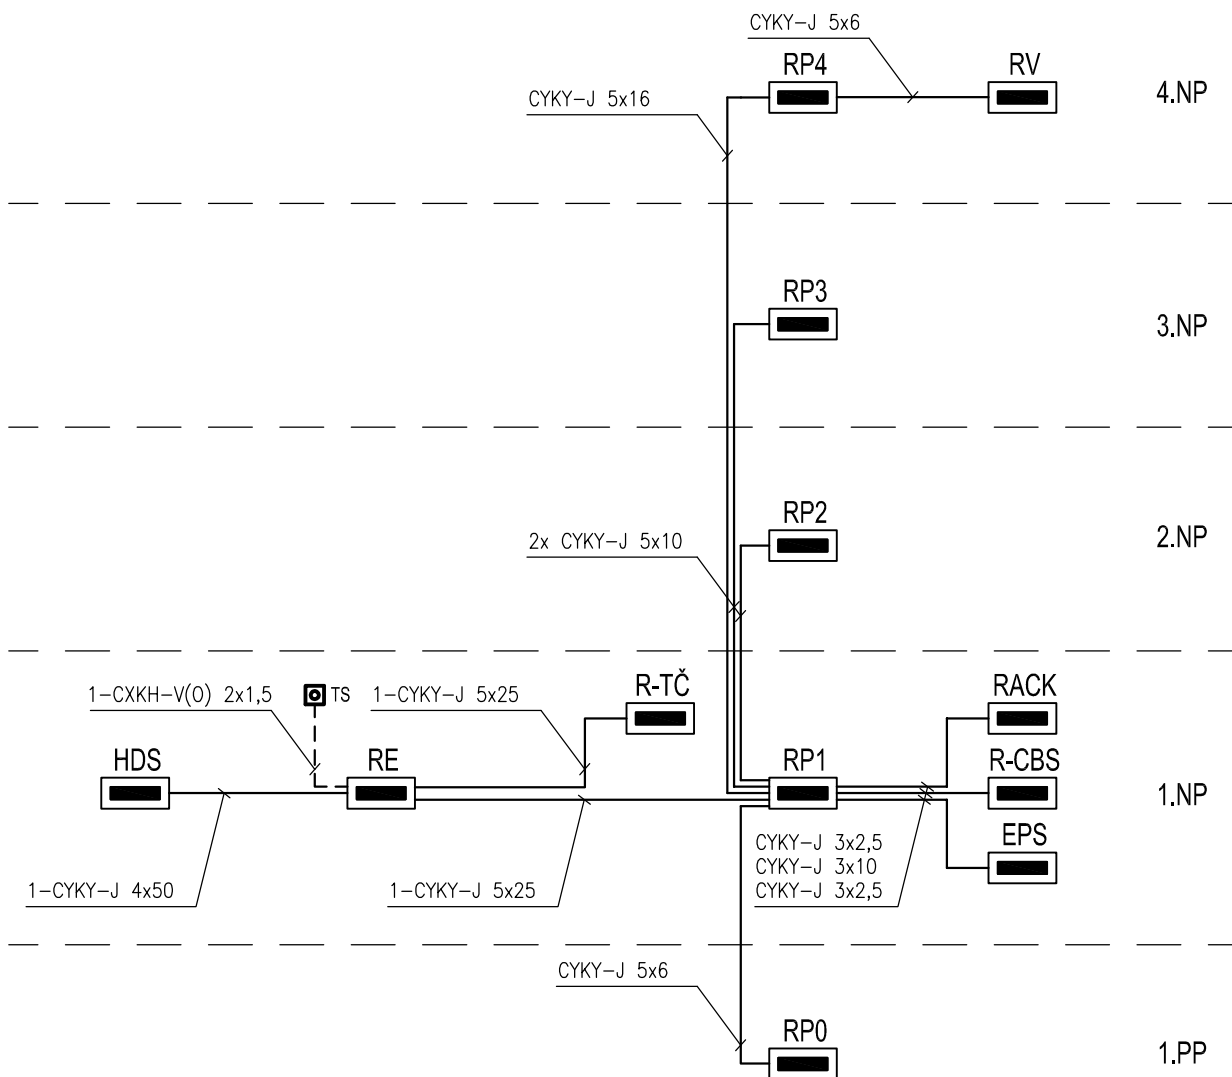 CYKY-J 5x6
RP4
RV
4.NP
CYKY-J 5x16
RP3
3.NP
RP2
2.NP
2x CYKY-J 5x10
1-CXKH-V(O) 2x1,5
TS
1-CYKY-J 5x25
R-TČ
RACK
HDS
RE
RP1
R-CBS
1.NP
EPS
CYKY-J 3x2,5
CYKY-J 3x10
CYKY-J 3x2,5
1-CYKY-J 4x50
1-CYKY-J 5x25
CYKY-J 5x6
RP0
1.PP